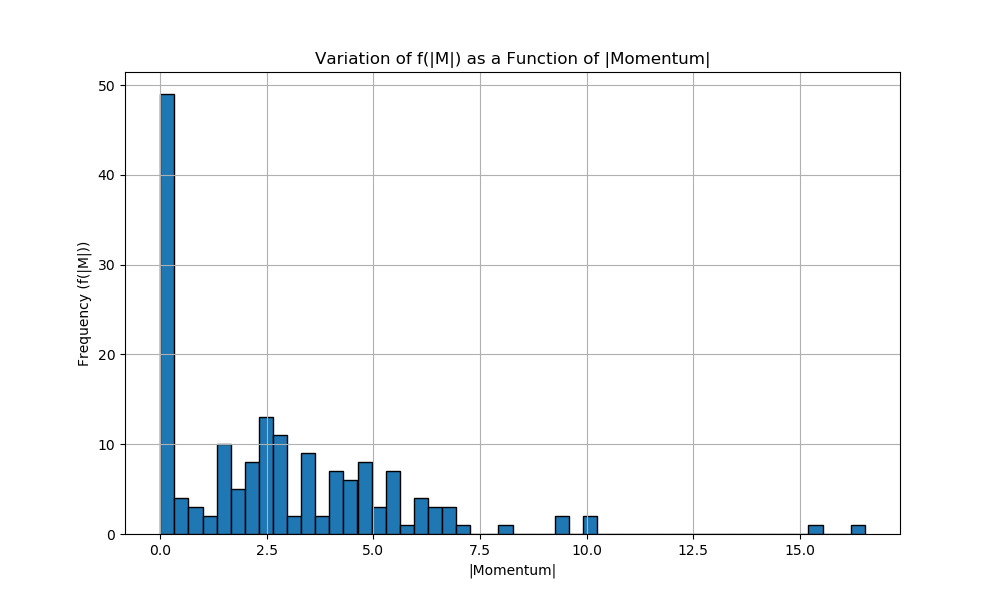 Variation of f(|M|) as a Function of |Momentum|
Frequency (f(|M|))
50
40
30
20
10
0
0.0 2.5 5.0 7.5 10.0 12.5 15.0
|Momentum|